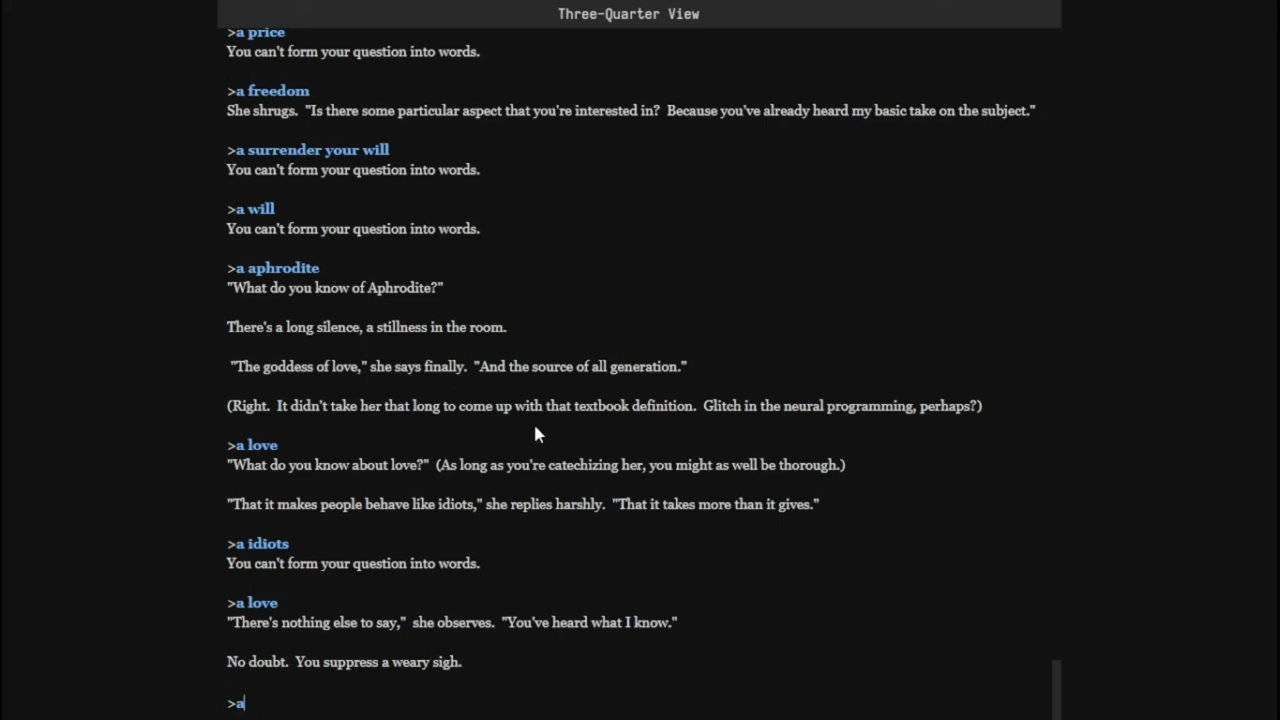 Three-Quarter View
>a price
You can't form your question into words.
>a freedom
She shrugs.  "Is there some particular aspect that you're interested in?  Because you've already heard my basic take on the subject."
>a surrender your will
You can't form your question into words.
>a will
You can't form your question into words.
>a aphrodite
"What do you know of Aphrodite?"
There's a long silence, a stillness in the room.
"The goddess of love," she says finally.  "And the source of all generation."
(Right.  It didn't take her that long to come up with that textbook definition.  Glitch in the neural programming, perhaps?)
>a love
"What do you know about love?"  (As long as you're catechizing her, you might as well be thorough.)
"That it makes people behave like idiots," she replies harshly.  "That it takes more than it gives."
>a idiots
You can't form your question into words.
>a love
"There's nothing else to say,"  she observes.  "You've heard what I know."
No doubt.  You suppress a weary sigh.
>a